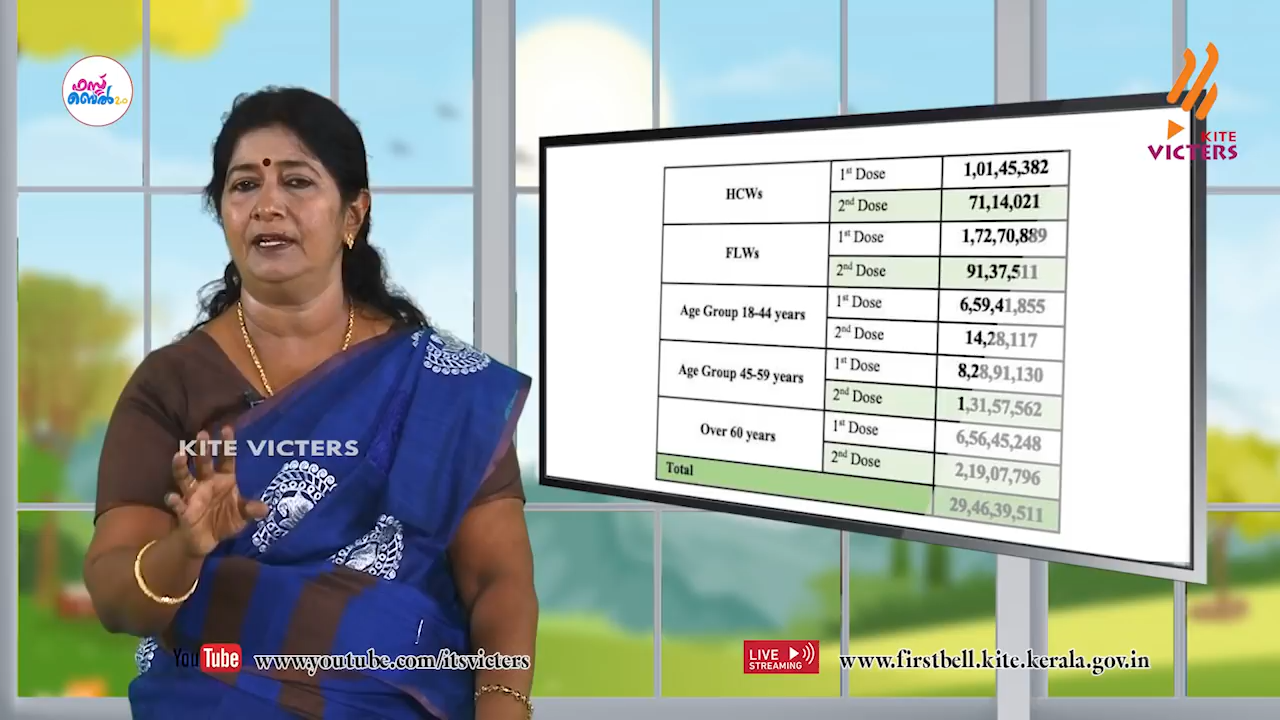 ഫസ്റ്റ്
ബെൽ 2.0
KITE
VICTERS
HCWs
1st Dose
1,01,45,382
2nd Dose
71,14,021
FLWs
1st Dose
1,72,70,889
2nd Dose
91,37,511
Age Group 18-44 years
1st Dose
6,59,41,855
2nd Dose
14,28,117
Age Group 45-59 years
1st Dose
8,28,91,130
2nd Dose
1,31,57,562
Over 60 years
1st Dose
6,56,45,248
2nd Dose
2,19,07,796
Total
29,46,39,511
KITE VICTERS
YouTube www.youtube.com/itsvicters
LIVE
STREAMING
www.firstbell.kite.kerala.gov.in